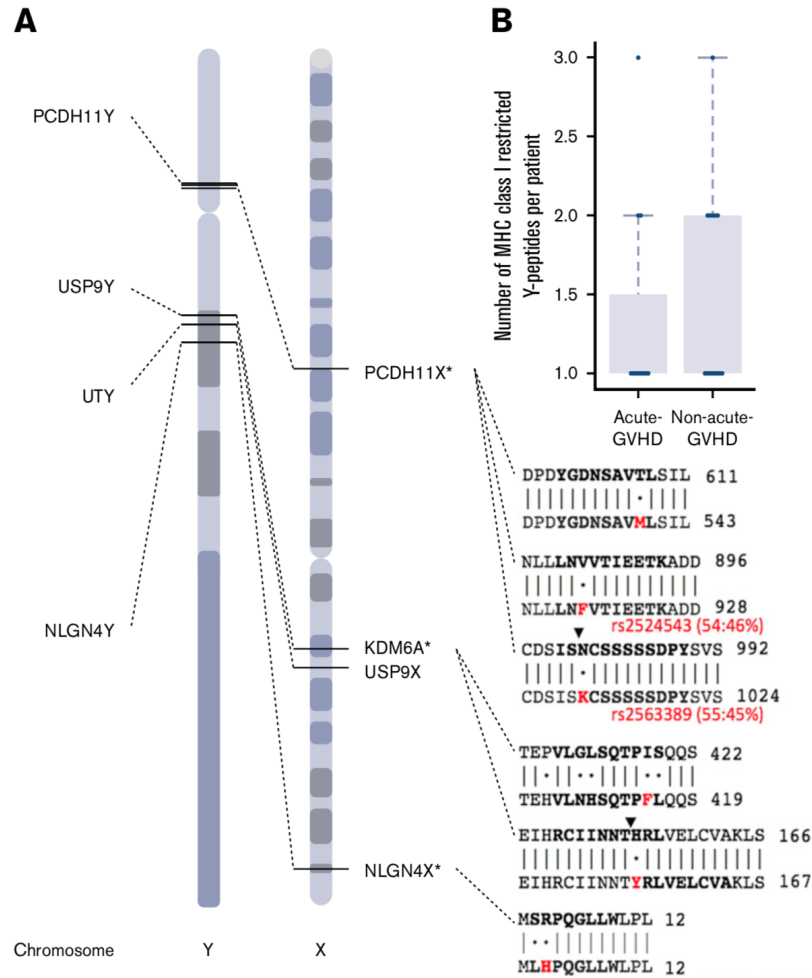 A
PCDH11Y
USP9Y
UTY
NLGN4Y
PCDH11X*
KDM6A*
USP9X
NLGN4X*
Chromosome Y X
B
Number of MHC class I restricted
Y-peptides per patient
3.0
2.5
2.0
1.5
1.0
Acute-
GVHD
Non-acute-
GVHD
DPDYGDNSAVTLSIL 611
DPDYGDNSAVMLSIL 543
NLLLNVVTIEETKADD 896
NLLLNFVTIEETKADD 928
rs2524543 (54:46%)
CDSISNCSSSSSDPYSVS 992
CDSISKCSSSSSDPYSVS 1024
rs2563389 (55:45%)
TEPVLGLSQTPISQQS 422
TEHVLNHSQTPFLQQS 419
EIHRCIINNTHRLVELCVAKLS 166
EIHRCIINNTYRLVELCVAKLS 167
MSRPQGLLWLPL 12
MLHPQGLLWLPL 12